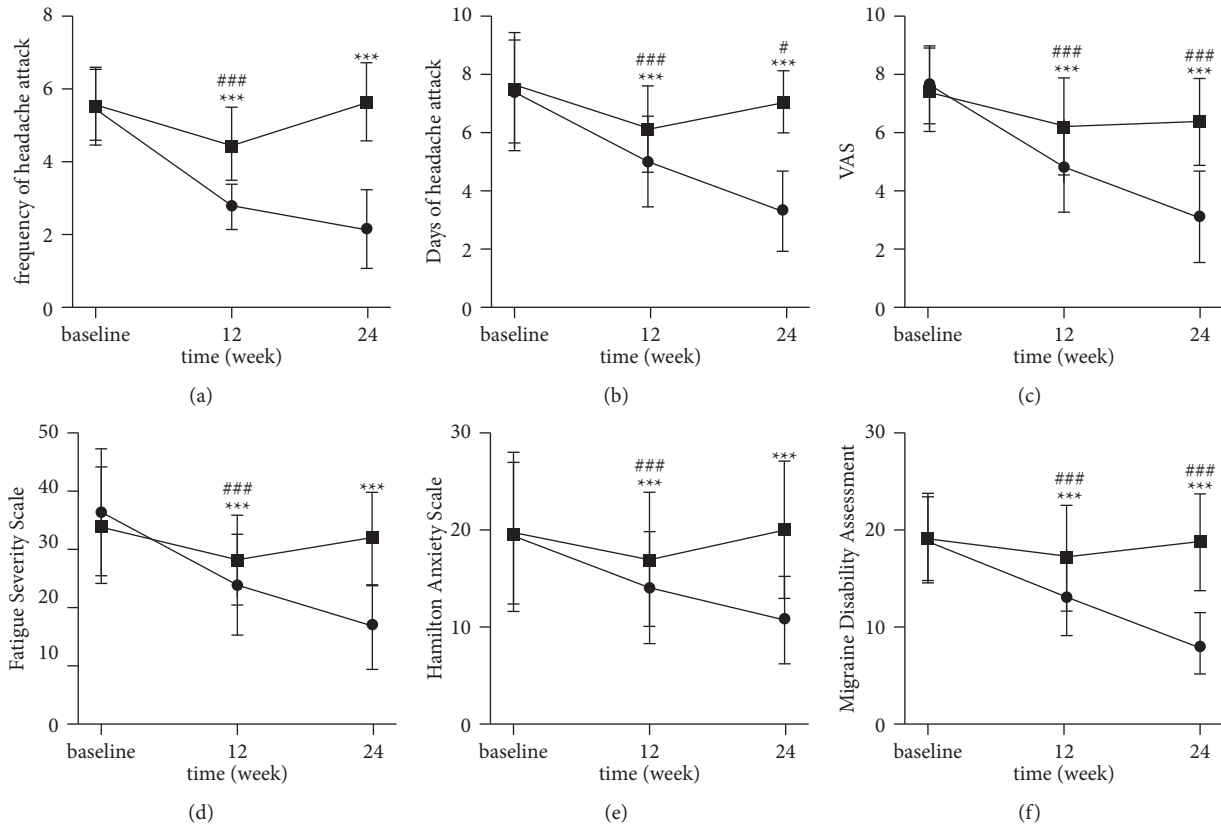 frequency of headache attack
8
6
4
2
0
###
***
***
baseline
12
24
time (week)
(a)
Days of headache attack
10
8
6
4
2
0
###
***
#
***
baseline
12
24
time (week)
(b)
VAS
10
8
6
4
2
0
###
***
###
***
baseline
12
24
time (week)
(c)
Fatigue Severity Scale
50
40
30
20
10
0
###
***
***
baseline
12
24
time (week)
(d)
Hamilton Anxiety Scale
30
20
10
0
###
***
***
baseline
12
24
time (week)
(e)
Migraine Disability Assessment
30
20
10
0
###
***
###
***
baseline
12
24
time (week)
(f)